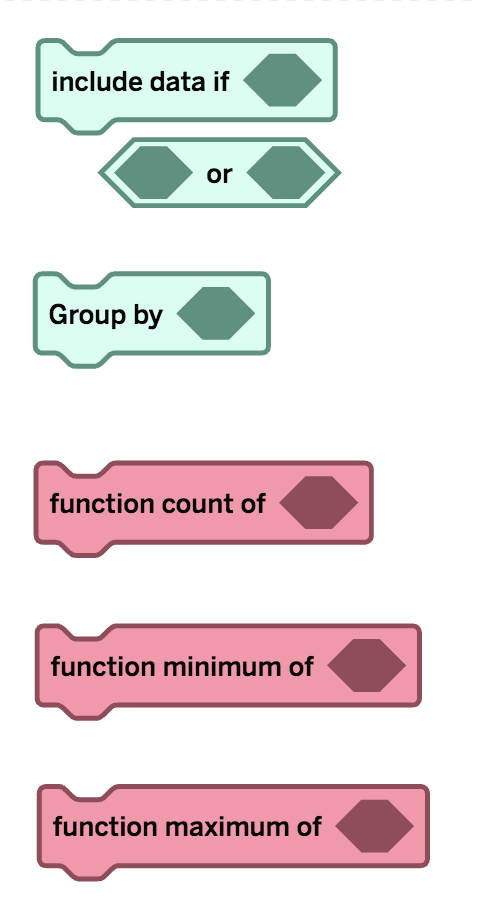 include data if
or
Group by
function count of
function minimum of
function maximum of